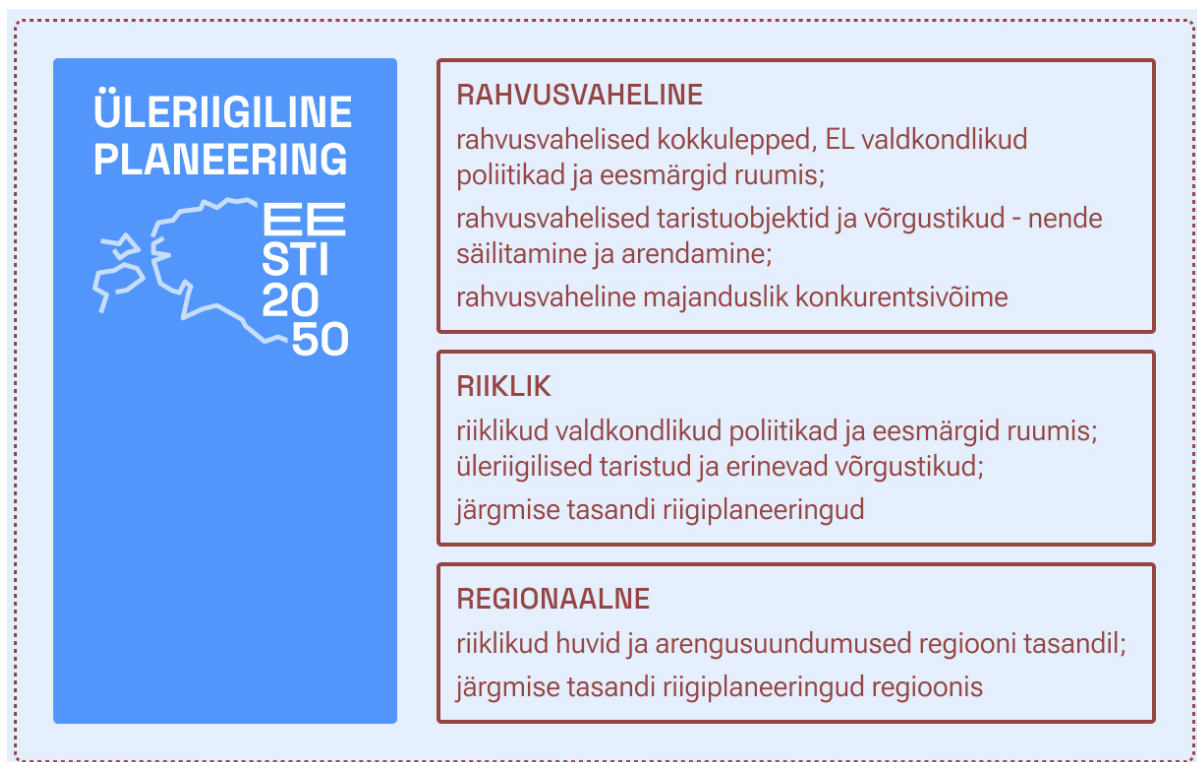 ÜLERIIGILINE
PLANEERING
EE
STI
20
50
RAHVUSVAHELINE
rahvusvahelised kokkulepped, EL valdkondlikud
poliitikad ja eesmärgid ruumis;
rahvusvahelised taristuobjektid ja võrgustikud - nende
säilitamine ja arendamine;
rahvusvaheline majanduslik konkurentsivõime
RIIKLIK
riiklikud valdkondlikud poliitikad ja eesmärgid ruumis;
üleriigilised taristud ja erinevad võrgustikud;
järgmise tasandi riigiplaneeringud
REGIONAALNE
riiklikud huvid ja arengusuundumused regiooni tasandil;
järgmise tasandi riigiplaneeringud regioonis